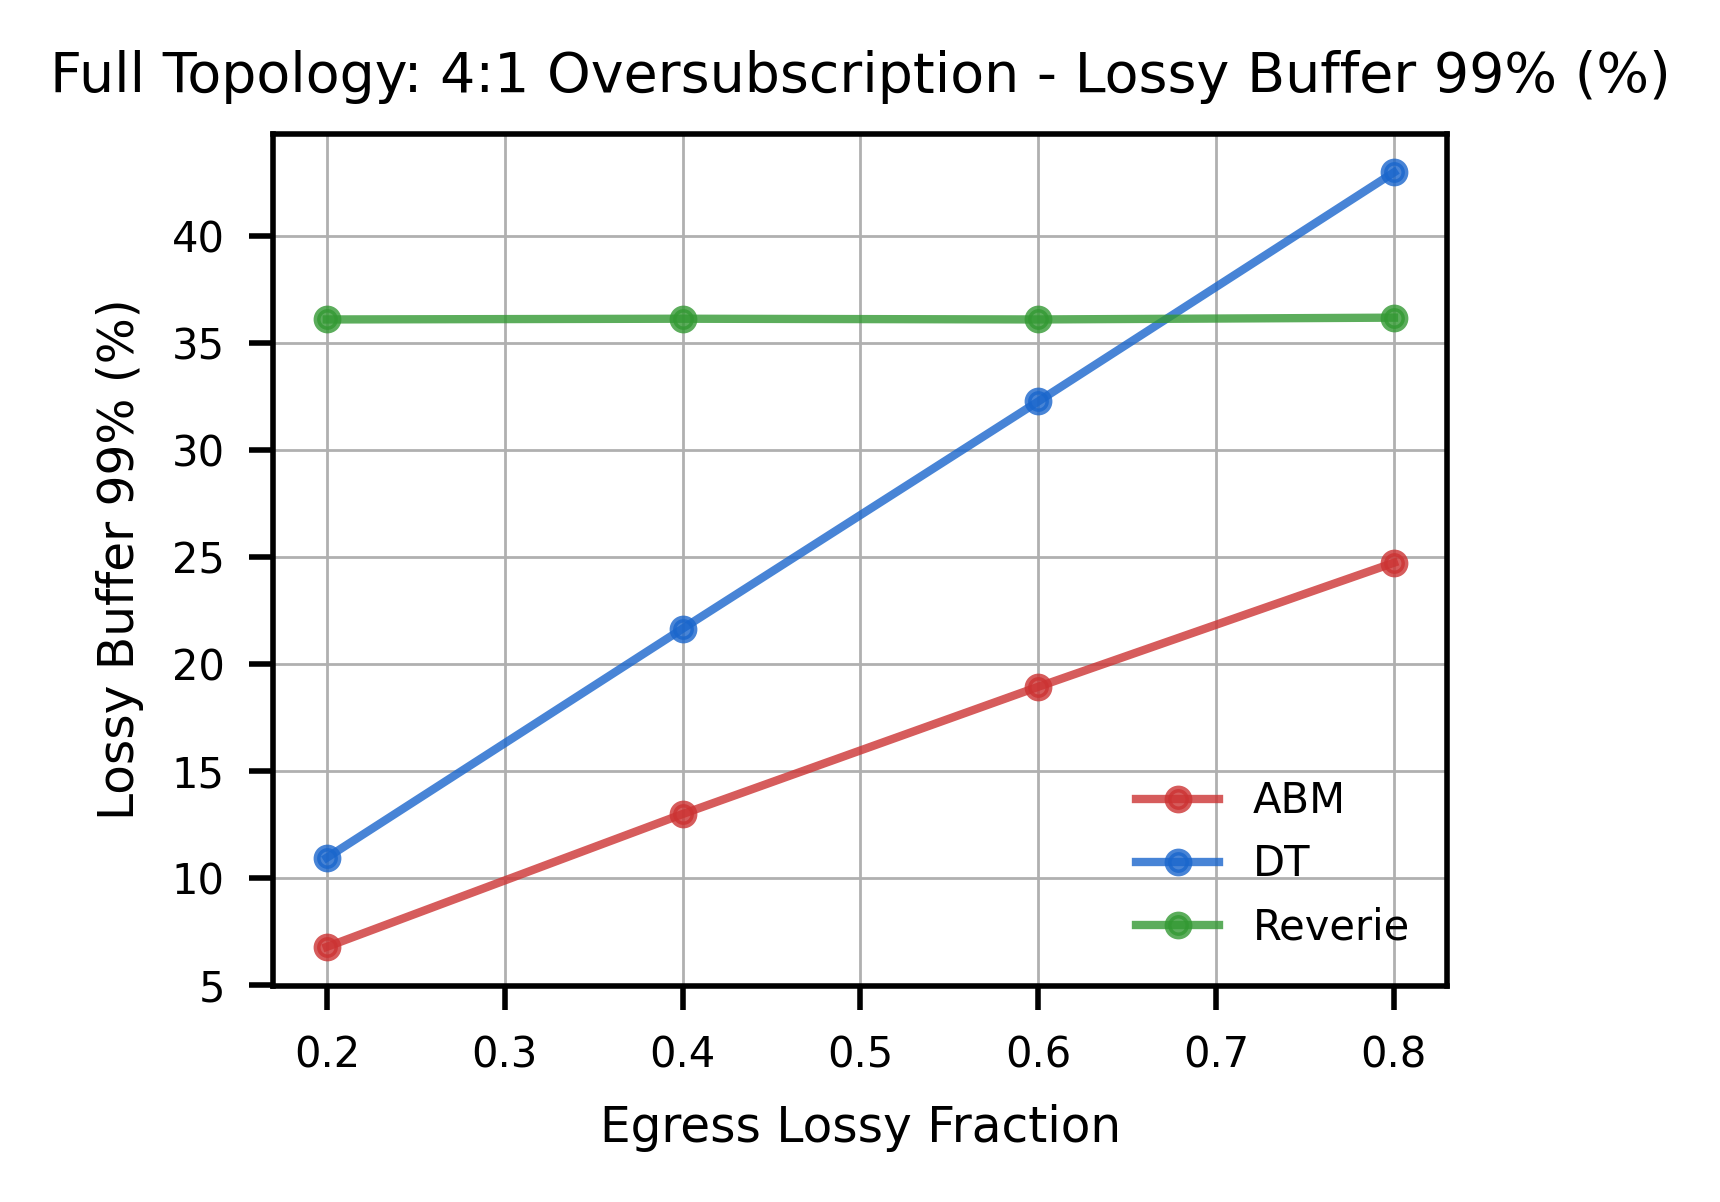 Full Topology: 4:1 Oversubscription - Lossy Buffer 99% (%)
Lossy Buffer 99% (%)
40
35
30
25
20
15
10
5
ABM
DT
Reverie
0.2 0.3 0.4 0.5 0.6 0.7 0.8
Egress Lossy Fraction